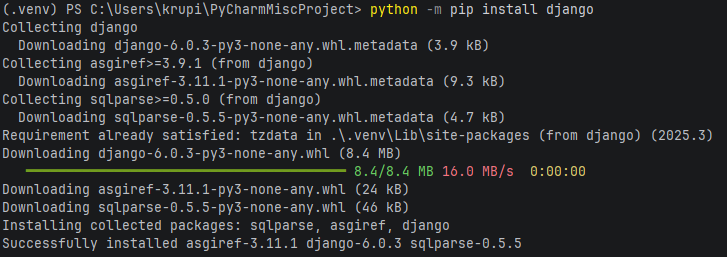 (.venv) PS C:\Users\krupi\PyCharmMiscProject> python -m pip install django
Collecting django
  Downloading django-6.0.3-py3-none-any.whl.metadata (3.9 kB)
Collecting asgiref>=3.9.1 (from django)
  Downloading asgiref-3.11.1-py3-none-any.whl.metadata (9.3 kB)
Collecting sqlparse>=0.5.0 (from django)
  Downloading sqlparse-0.5.5-py3-none-any.whl.metadata (4.7 kB)
Requirement already satisfied: tzdata in .\.venv\Lib\site-packages (from django) (2025.3)
Downloading django-6.0.3-py3-none-any.whl (8.4 MB)
8.4/8.4 MB 16.0 MB/s 0:00:00
Downloading asgiref-3.11.1-py3-none-any.whl (24 kB)
Downloading sqlparse-0.5.5-py3-none-any.whl (46 kB)
Installing collected packages: sqlparse, asgiref, django
Successfully installed asgiref-3.11.1 django-6.0.3 sqlparse-0.5.5